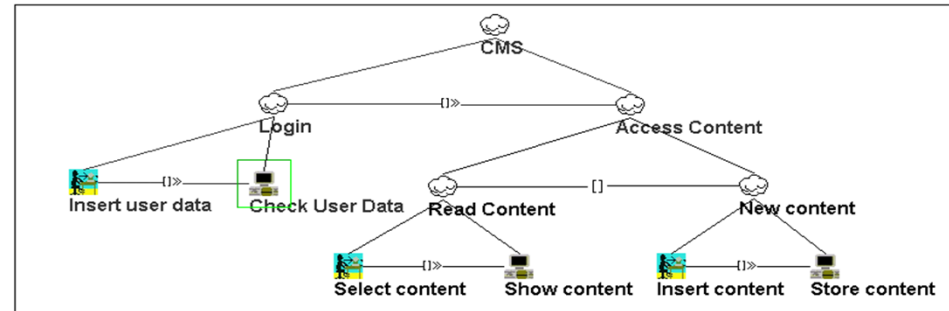 CMS
[]»
Login
Access Content
[]»
[]
Insert user data
Check User Data
Read Content
New content
[]»
[]»
Select content
Show content
Insert content
Store content